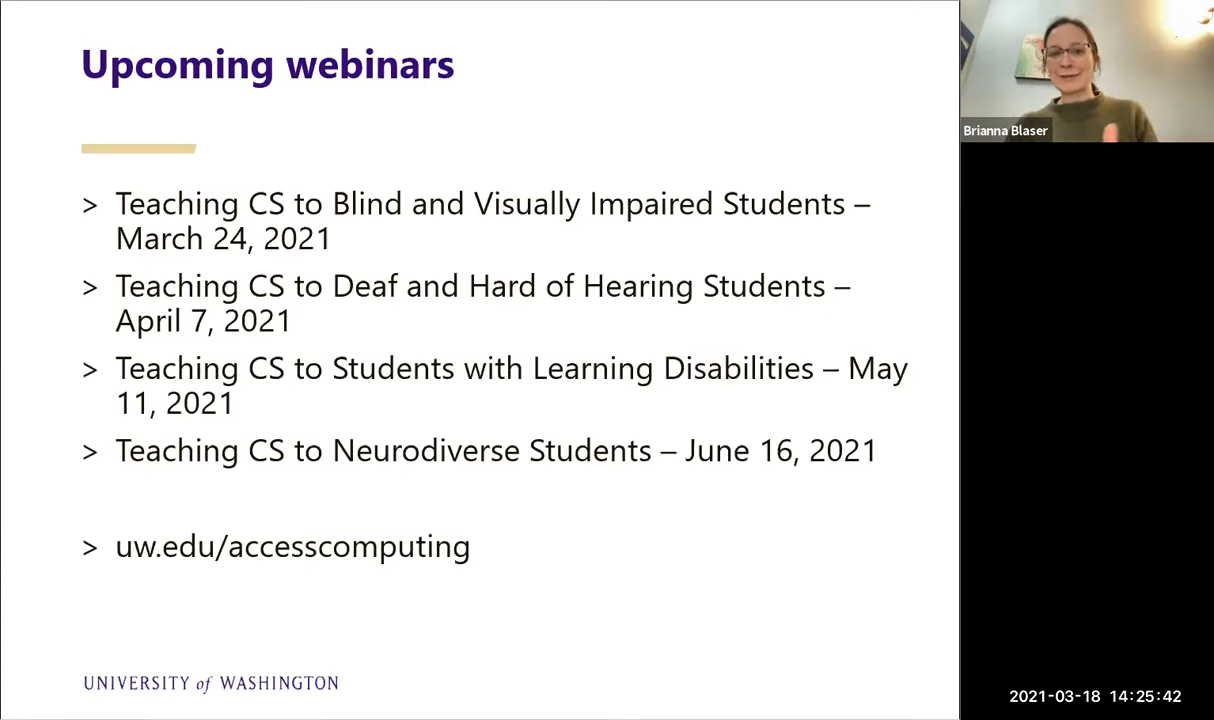 Upcoming webinars
> Teaching CS to Blind and Visually Impaired Students –
March 24, 2021
> Teaching CS to Deaf and Hard of Hearing Students –
April 7, 2021
> Teaching CS to Students with Learning Disabilities – May
11, 2021
> Teaching CS to Neurodiverse Students – June 16, 2021
> uw.edu/accesscomputing
UNIVERSITY of WASHINGTON
Brianna Blaser
2021-03-18 14:25:42